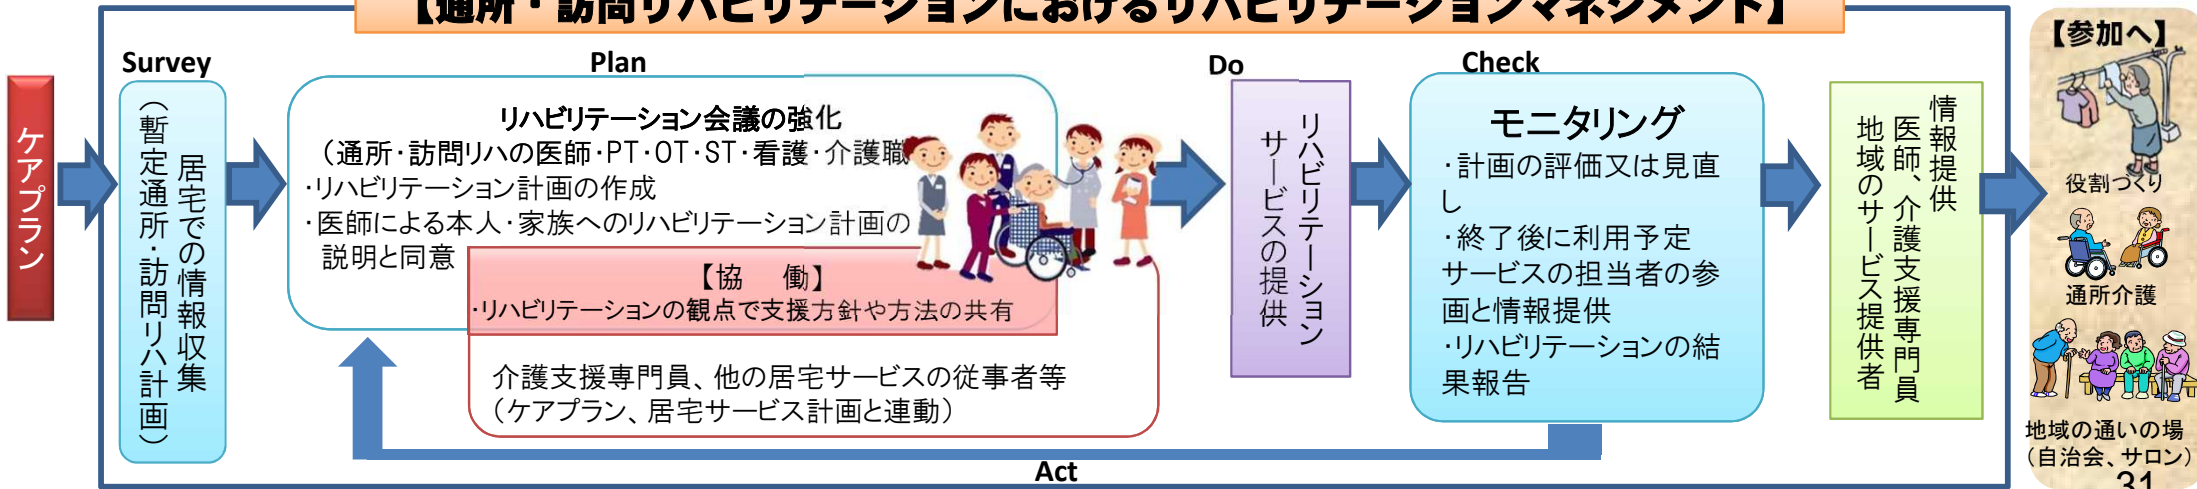 【通所・訪問リハビリテーションにおけるリハビリテーションマネジメント】
ケアプラン
Survey
居宅での情報収集
（暫定通所・訪問リハ計画）
Plan
リハビリテーション会議の強化
（通所・訪問リハの医師・PT・OT・ST・看護・介護職
・リハビリテーション計画の作成
・医師による本人・家族へのリハビリテーション計画の
説明と同意
【協　働】
・リハビリテーションの観点で支援方針や方法の共有
介護支援専門員、他の居宅サービスの従事者等
（ケアプラン、居宅サービス計画と連動）
Do
リハビリテーション
サービスの提供
Check
モニタリング
・計画の評価又は見直
し
・終了後に利用予定
サービスの担当者の参
画と情報提供
・リハビリテーションの結
果報告
Act
情報提供
医師、介護支援専門員
地域のサービス提供者
【参加へ】
役割づくり
通所介護
地域の通いの場
（自治会、サロン）
31